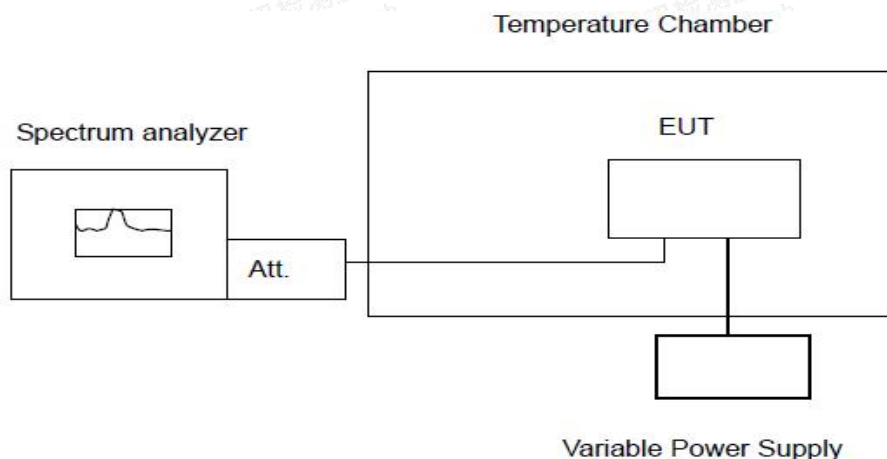 Temperature Chamber
Spectrum analyzer
EUT
Att.
Variable Power Supply